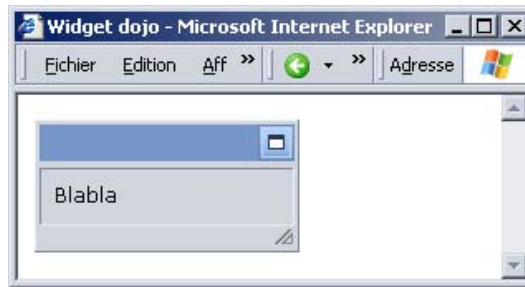 Widget dojo - Microsoft Internet Explorer
Fichier Edition Aff » » Adresse
Blabla